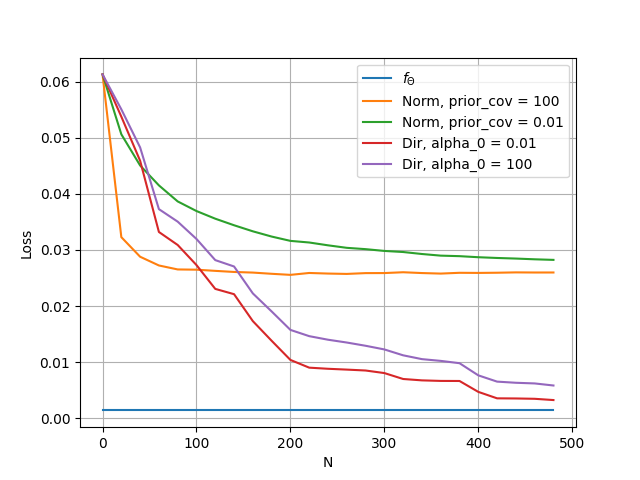 0.06
0.05
0.04
0.03
0.02
0.01
0.00
Loss
0
100
200
300
400
500
N
f_Θ
Norm, prior_cov = 100
Norm, prior_cov = 0.01
Dir, alpha_0 = 0.01
Dir, alpha_0 = 100